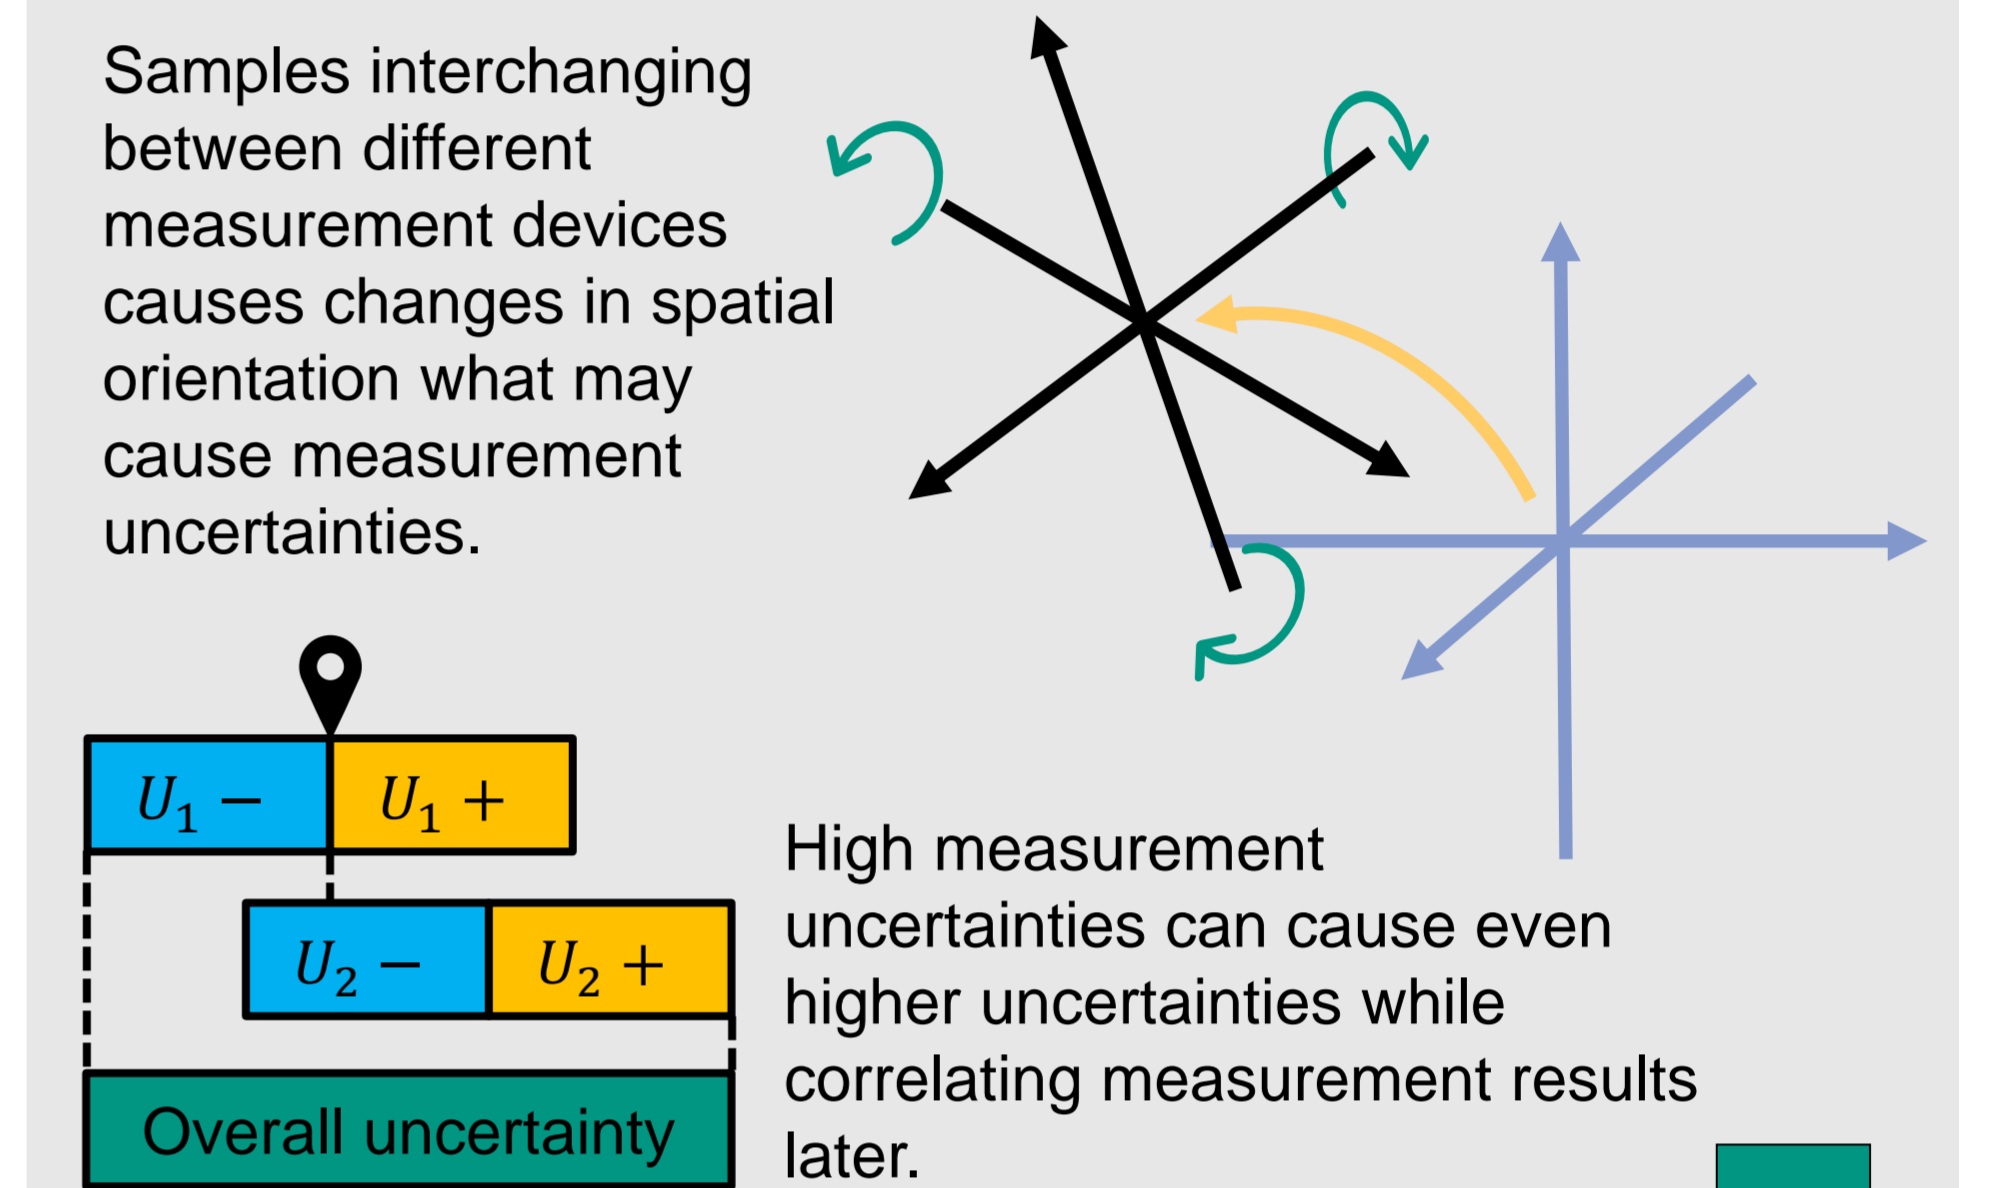 Samples interchanging
between different
measurement devices
causes changes in spatial
orientation what may
cause measurement
uncertainties.
U₁ − U₁ +
U₂ − U₂ +
Overall uncertainty
High measurement
uncertainties can cause even
higher uncertainties while
correlating measurement results
later.